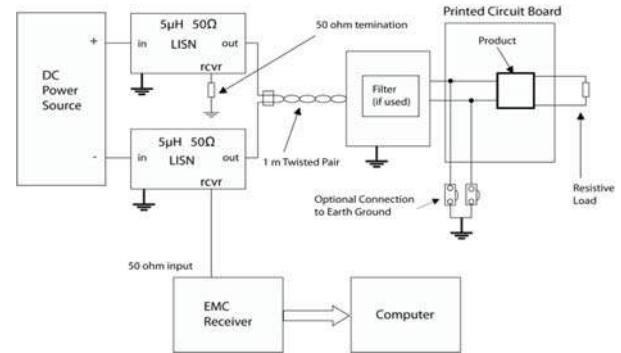 Printed Circuit Board
5µH 50Ω
LISN
in
out
rcvr
50 ohm temination
Product
+
DC
Power
Source
-
Filter
(if used)
5µH 50Ω
LISN
in
out
rcvr
1 m Twisted Pair
Optional Connection
to Earth Ground
Resistive
Load
50 ohm input
EMC
Receiver
Computer